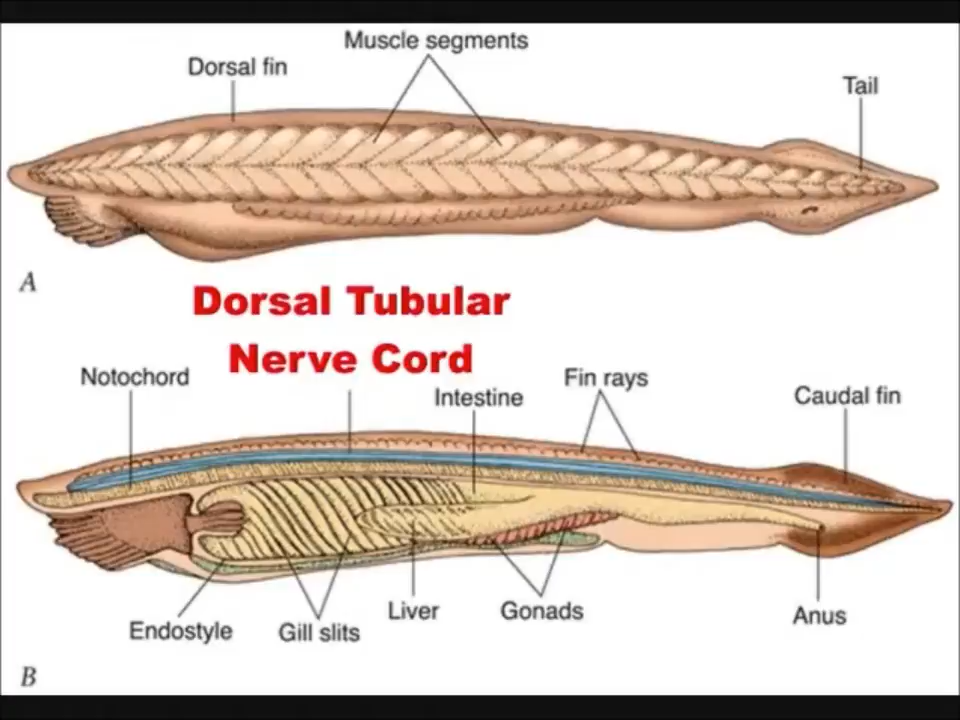 Muscle segments
Dorsal fin
Tail
A
Dorsal Tubular
Nerve Cord
Notochord
Intestine
Fin rays
Caudal fin
Endostyle
Gill slits
Liver
Gonads
Anus
B